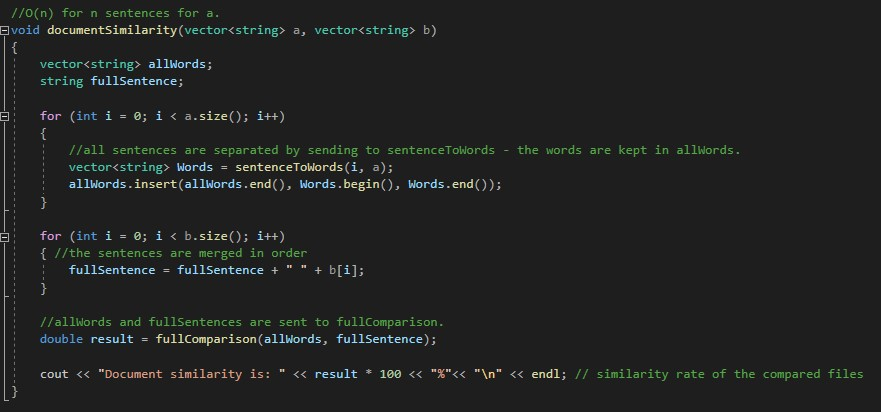 //O(n) for n sentences for a.
void documentSimilarity(vector<string> a, vector<string> b)
{
    vector<string> allWords;
    string fullSentence;

    for (int i = 0; i < a.size(); i++)
    {
        //all sentences are separated by sending to sentenceToWords - the words are kept in allWords.
        vector<string> Words = sentenceToWords(i, a);
        allWords.insert(allWords.end(), Words.begin(), Words.end());
    }

    for (int i = 0; i < b.size(); i++)
    { //the sentences are merged in order
        fullSentence = fullSentence + " " + b[i];
    }

    //allWords and fullSentences are sent to fullComparison.
    double result = fullComparison(allWords, fullSentence);

    cout << "Document similarity is: " << result * 100 << "%"<< "\n" << endl; // similarity rate of the compared files
}